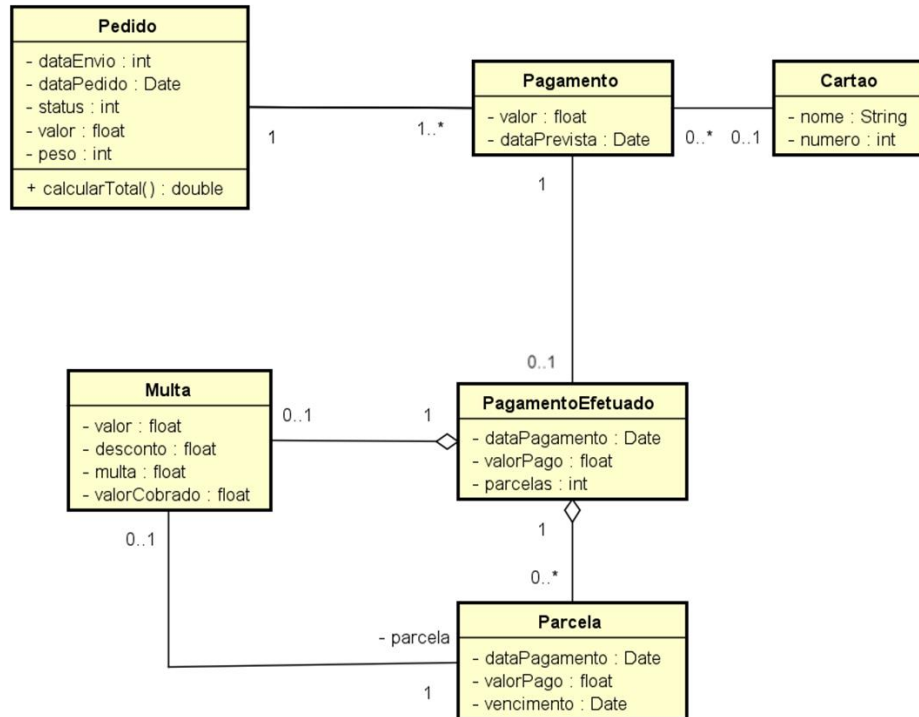 Pedido
- dataEnvio : int
- dataPedido : Date
- status : int
- valor : float
- peso : int
+ calcularTotal() : double
1
1..*
Pagamento
- valor : float
- dataPrevista : Date
0..*
0..1
Cartao
- nome : String
- numero : int
1
0..1
Multa
- valor : float
- desconto : float
- multa : float
- valorCobrado : float
0..1
1
PagamentoEfetuado
- dataPagamento : Date
- valorPago : float
- parcelas : int
0..1
1
0..*
- parcela
1
Parcela
- dataPagamento : Date
- valorPago : float
- vencimento : Date